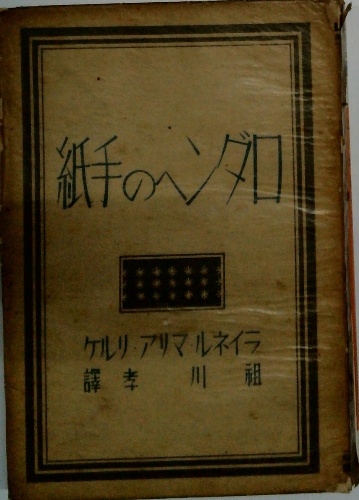 ロダンへの手紙
ライネル・マリア・リルケ
祖川孝譯